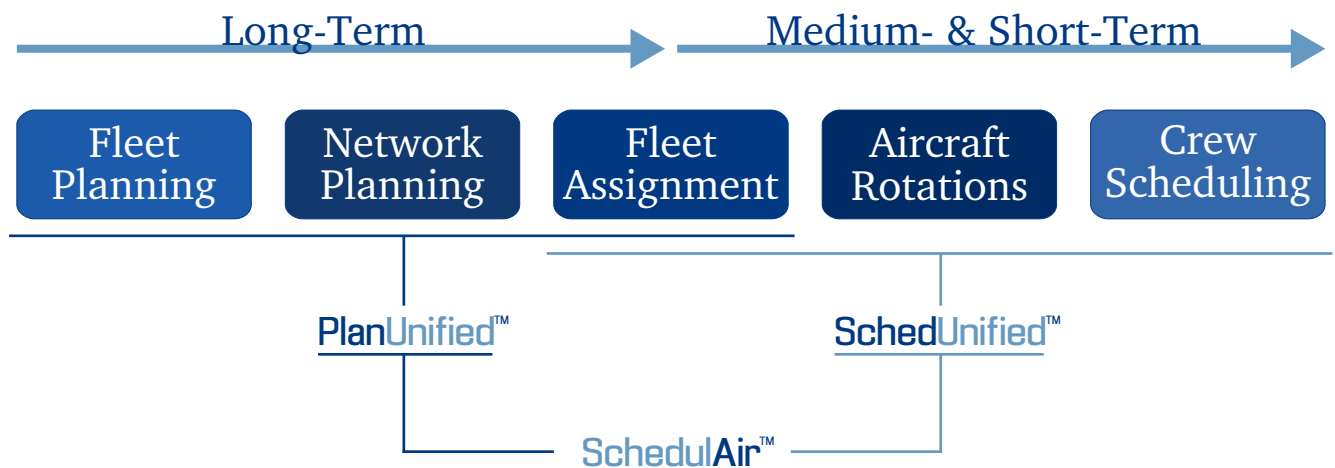 Long-Term
Medium- & Short-Term
Fleet
Planning
Network
Planning
Fleet
Assignment
Aircraft
Rotations
Crew
Scheduling
PlanUnified™
SchedUnified™
SchedulAir™